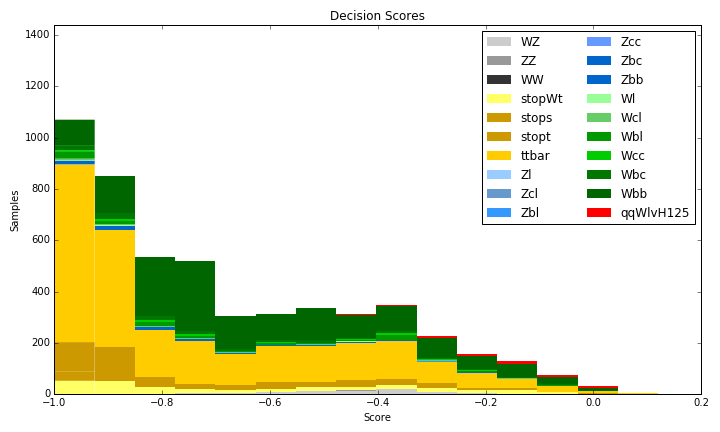 Decision Scores
1400
1200
1000
800
600
400
200
0
Samples
WZ
ZZ
WW
stopWt
stops
stopt
ttbar
Zl
Zcl
Zbl
Zcc
Zbc
Zbb
Wl
Wcl
Wbl
Wcc
Wbc
Wbb
qqWlvH125
−1.0 −0.8 −0.6 −0.4 −0.2 0.0 0.2
Score